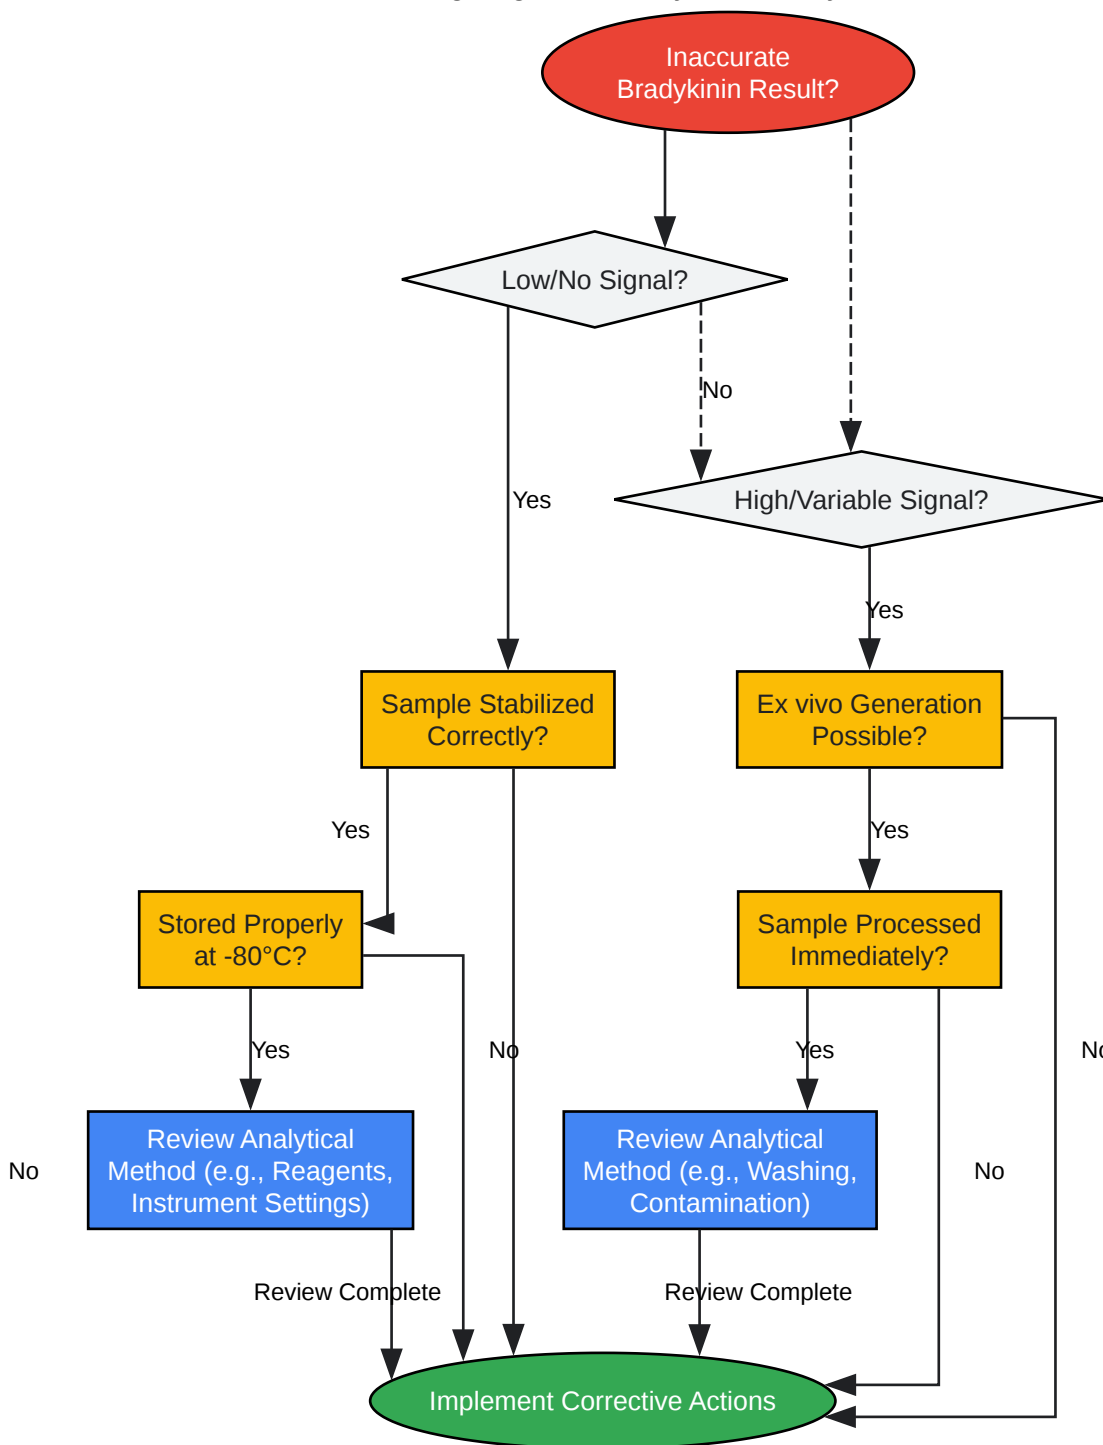 Inaccurate
Bradykinin Result?
Low/No Signal?
No
High/Variable Signal?
Yes
Yes
Sample Stabilized
Correctly?
Ex vivo Generation
Possible?
Yes
Yes
Stored Properly
at -80°C?
Sample Processed
Immediately?
Yes
No
Yes
No
Review Analytical
Method (e.g., Reagents,
Instrument Settings)
Review Analytical
Method (e.g., Washing,
Contamination)
No
No
Review Complete
Review Complete
Implement Corrective Actions